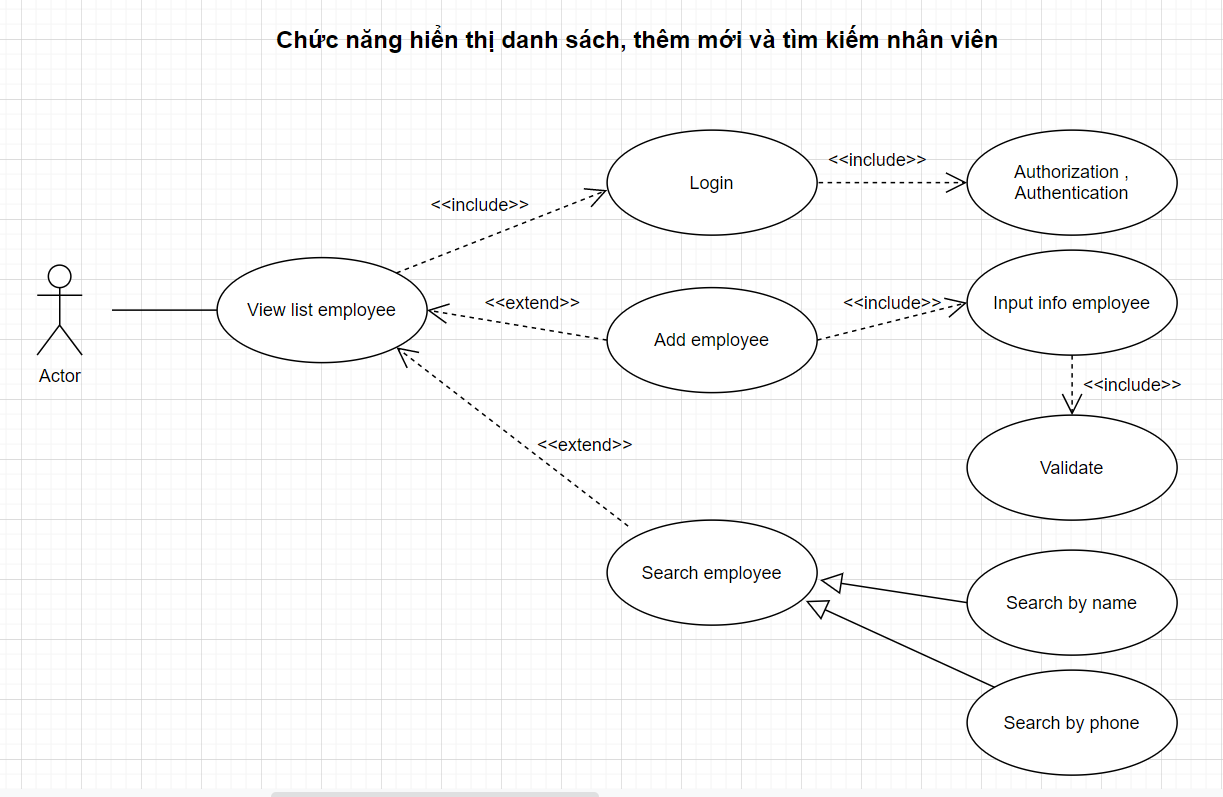 Chức năng hiển thị danh sách, thêm mới và tìm kiếm nhân viên
<<include>>
Login
<<include>>
Authorization ,
Authentication
Actor
View list employee
<<extend>>
Add employee
<<include>>
Input info employee
<<include>>
Validate
<<extend>>
Search employee
Search by name
Search by phone